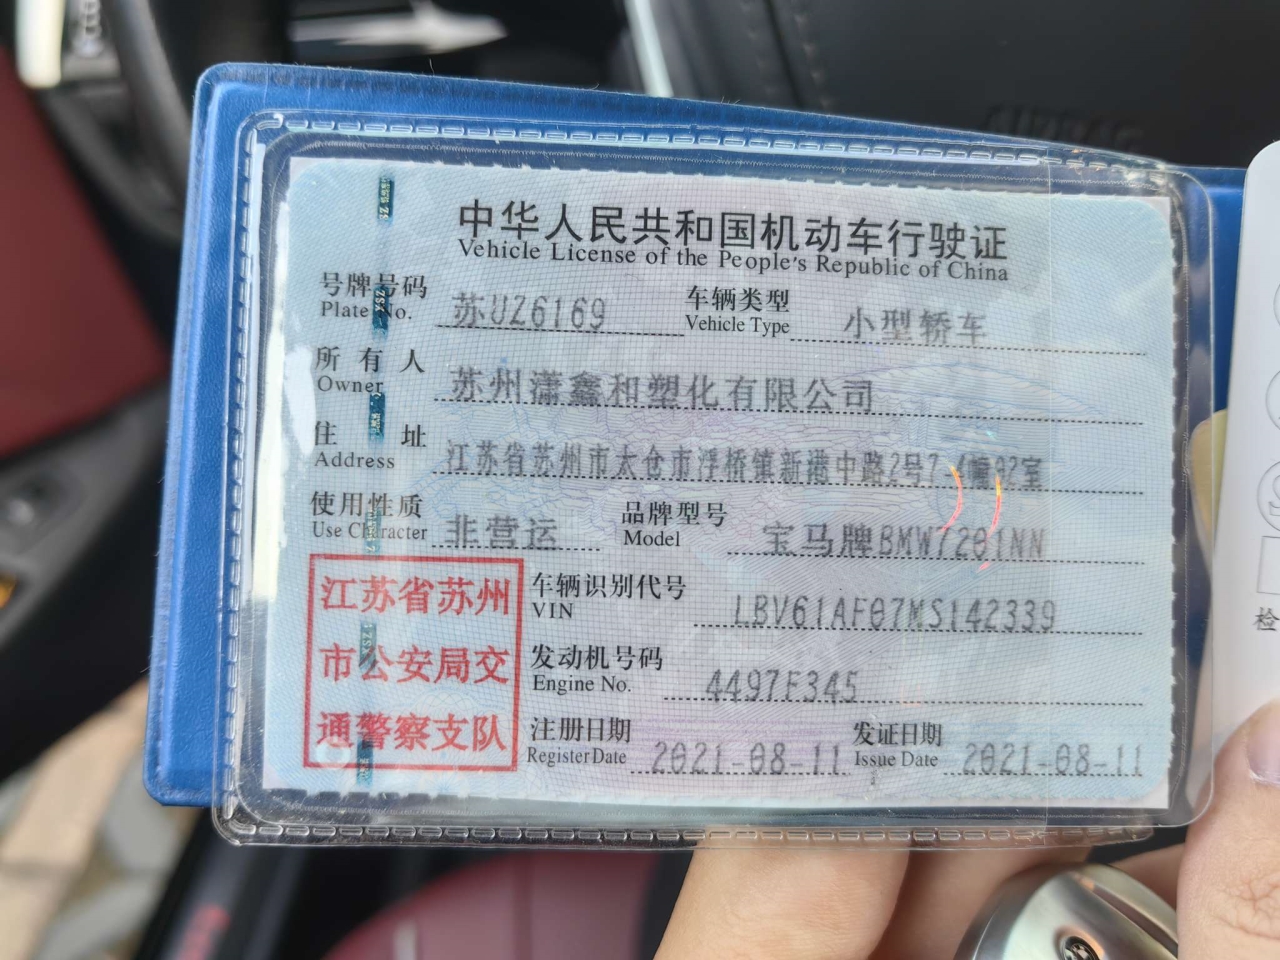 中华人民共和国机动车行驶证
Vehicle License of the People's Republic of China
号牌号码 苏UZ6169 车辆类型 小型轿车
Plate No. Vehicle Type
所有人 苏州潇鑫和塑化有限公司
Owner
住址 江苏省苏州市太仓市浮桥镇新港中路2号7-4幢02室
Address
使用性质 非营运 品牌型号 宝马牌BMW7201NN
Use Character Model
江苏省苏州
市公安局交
通警察支队
车辆识别代号 LBV61AF07MS142339
VIN
发动机号码 4497F345
Engine No.
注册日期 2021-08-11 发证日期 2021-08-11
Register Date Issue Date
检